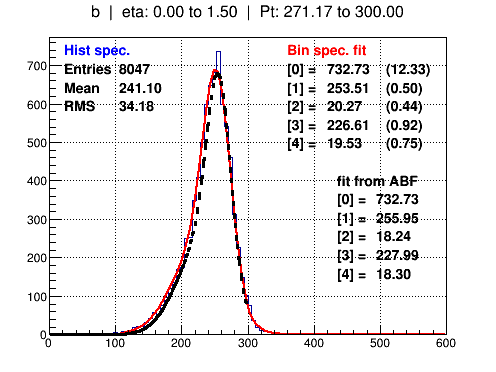 b | eta: 0.00 to 1.50 | Pt: 271.17 to 300.00
Hist spec.
Entries 8047
Mean 241.10
RMS 34.18
Bin spec. fit
[0] = 732.73 (12.33)
[1] = 253.51 (0.50)
[2] = 20.27 (0.44)
[3] = 226.61 (0.92)
[4] = 19.53 (0.75)
fit from ABF
[0] = 732.73
[1] = 255.95
[2] = 18.24
[3] = 227.99
[4] = 18.30
700
600
500
400
300
200
100
0
0 100 200 300 400 500 600